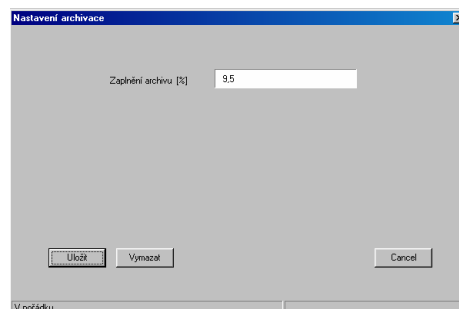 Nastavení archivace
Zaplnění archivu [%] 9,5
Uložit Vymazat Cancel
V pořádku